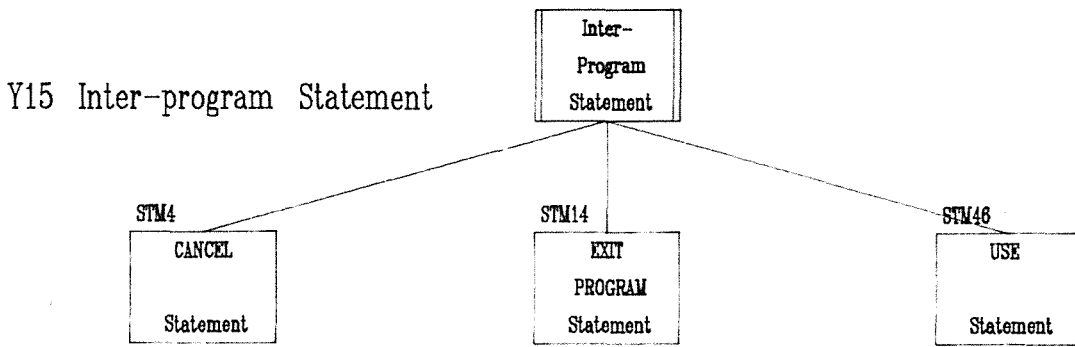 Inter-
Program
Statement
Y15 Inter-program Statement
STM4
CANCEL
Statement
STM14
EXIT
PROGRAM
Statement
STM46
USE
Statement